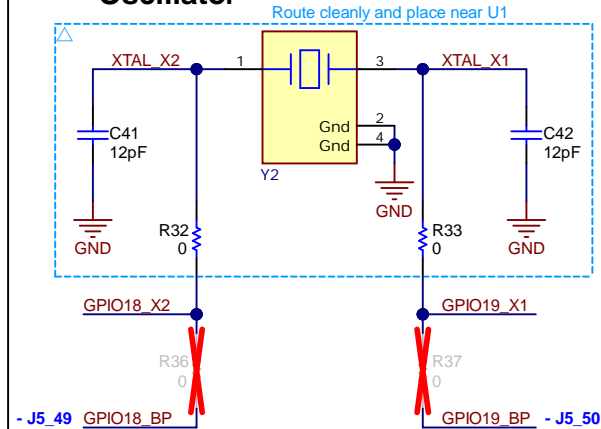 Oscillator
Route cleanly and place near U1
XTAL_X2
1
3
XTAL_X1
C41
12pF
Gnd 2
Gnd 4
C42
12pF
Y2
GND
GND
GND
R32
0
R33
0
GPIO18_X2
GPIO19_X1
R36
0
R37
0
- J5_49 GPIO18_BP
GPIO19_BP - J5_50